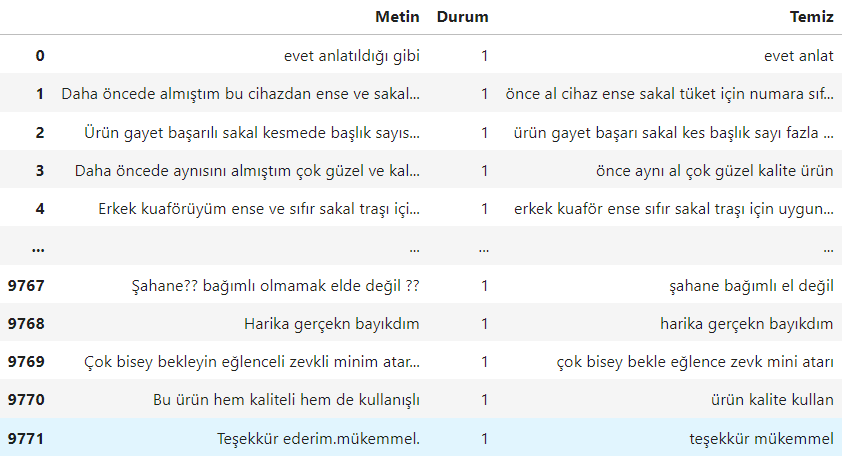 Metin Durum Temiz
0 evet anlatıldığı gibi 1 evet anlat
1 Daha öncede almıştım bu cihazdan ense ve sakal... 1 önce al cihaz ense sakal tüket için numara sıf...
2 Ürün gayet başarılı sakal kesmede başlık sayıs... 1 ürün gayet başarı sakal kes başlık sayı fazla ...
3 Daha öncede aynısını almıştım çok güzel ve kal... 1 önce aynı al çok güzel kalite ürün
4 Erkek kuaförüyüm ense ve sıfır sakal traşı içi... 1 erkek kuaför ense sıfır sakal traşı için uygun...
... ... ... ...
9767 Şahane?? bağımlı olmamak elde değil ?? 1 şahane bağımlı el değil
9768 Harika gerçekn bayıkdım 1 harika gerçekn bayıkdım
9769 Çok bisey bekleyin eğlenceli zevkli minim atar... 1 çok bisey bekle eğlence zevk mini atarı
9770 Bu ürün hem kaliteli hem de kullanışlı 1 ürün kalite kullan
9771 Teşekkür ederim.mükemmel. 1 teşekkür mükemmel